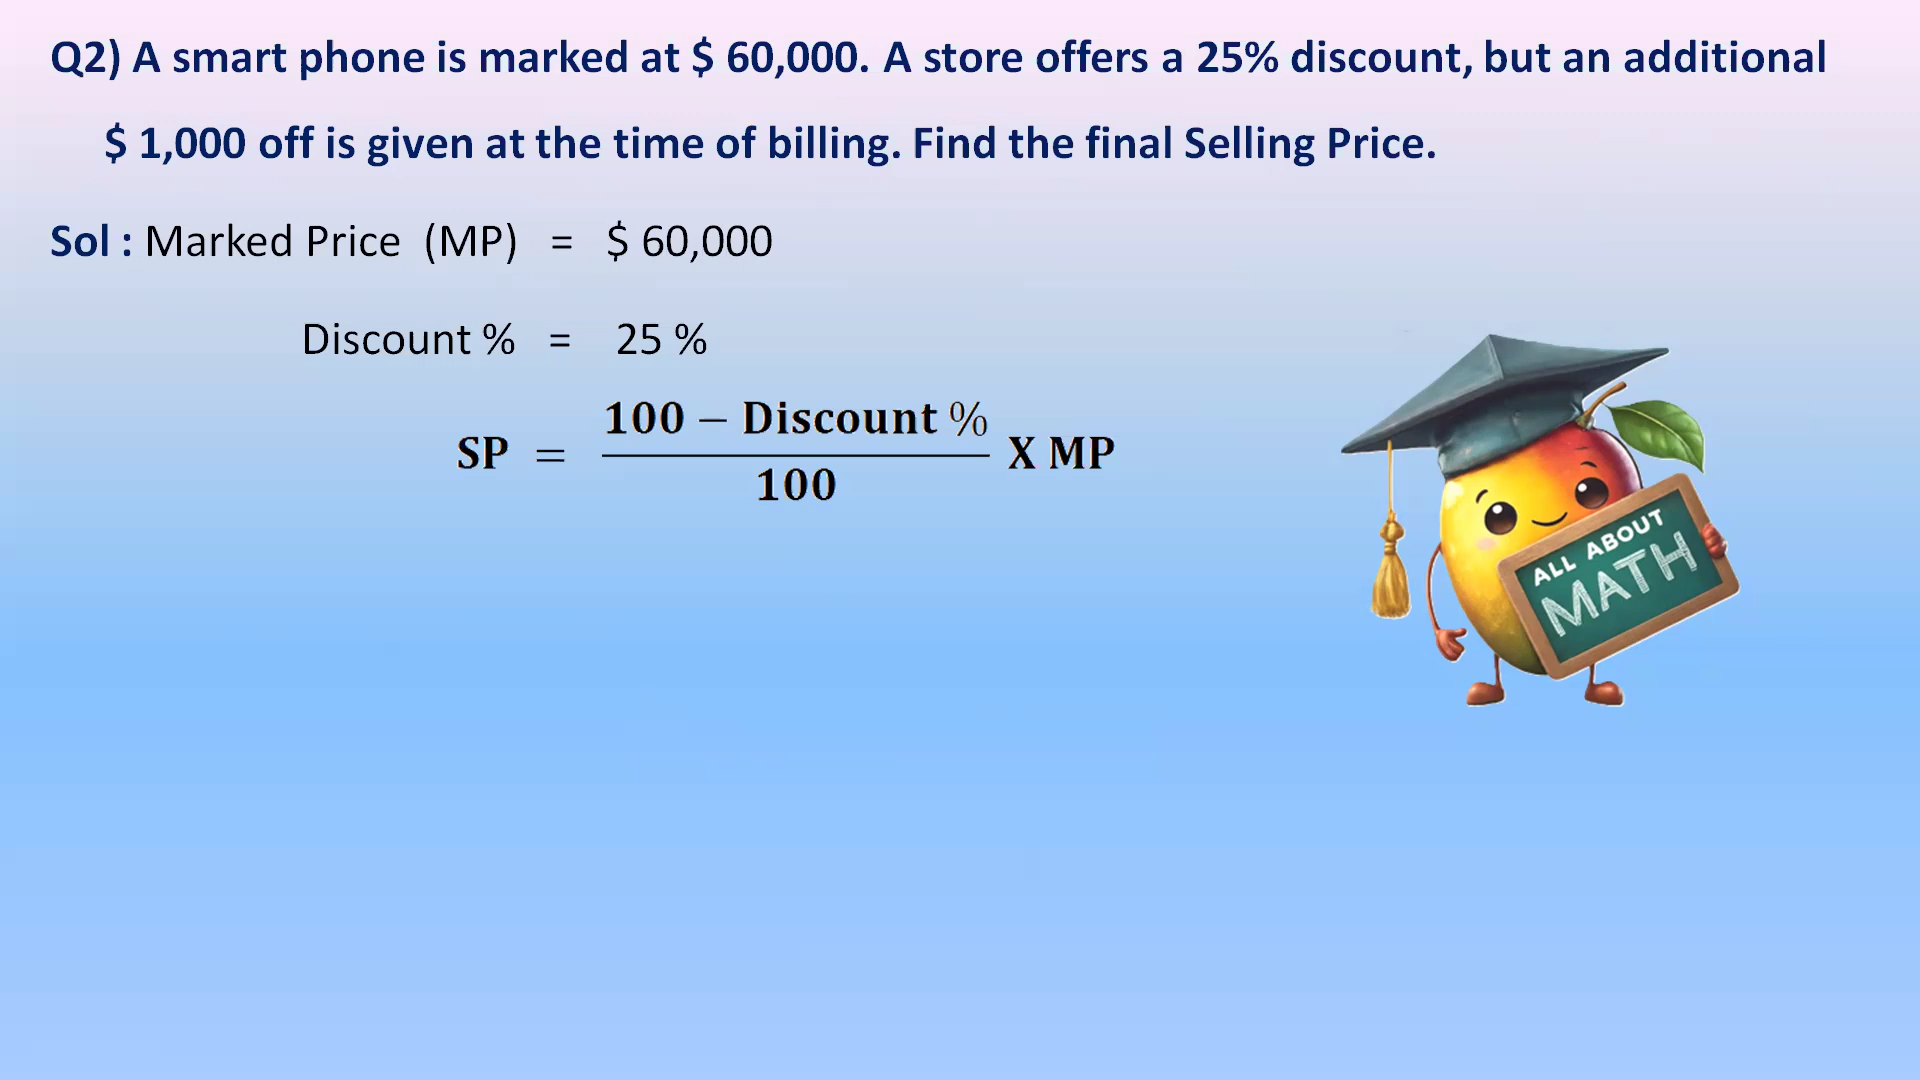 Q2) A smart phone is marked at $ 60,000. A store offers a 25% discount, but an additional
$ 1,000 off is given at the time of billing. Find the final Selling Price.
Sol : Marked Price (MP) = $ 60,000
Discount % = 25 %
SP = (100 − Discount %) / 100 X MP
ALL ABOUT
MATH